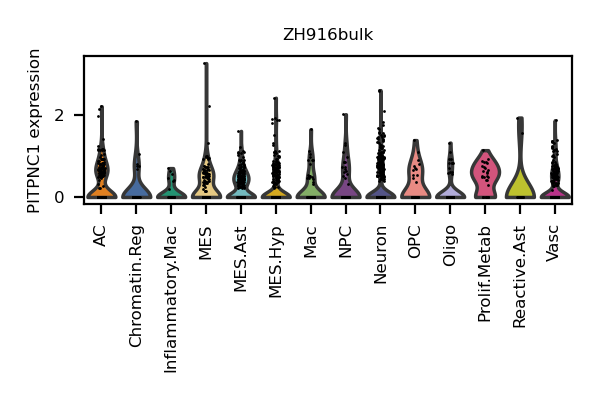 ZH916bulk
PITPNC1 expression
2
0
AC
Chromatin.Reg
Inflammatory.Mac
MES
MES.Ast
MES.Hyp
Mac
NPC
Neuron
OPC
Oligo
Prolif.Metab
Reactive.Ast
Vasc